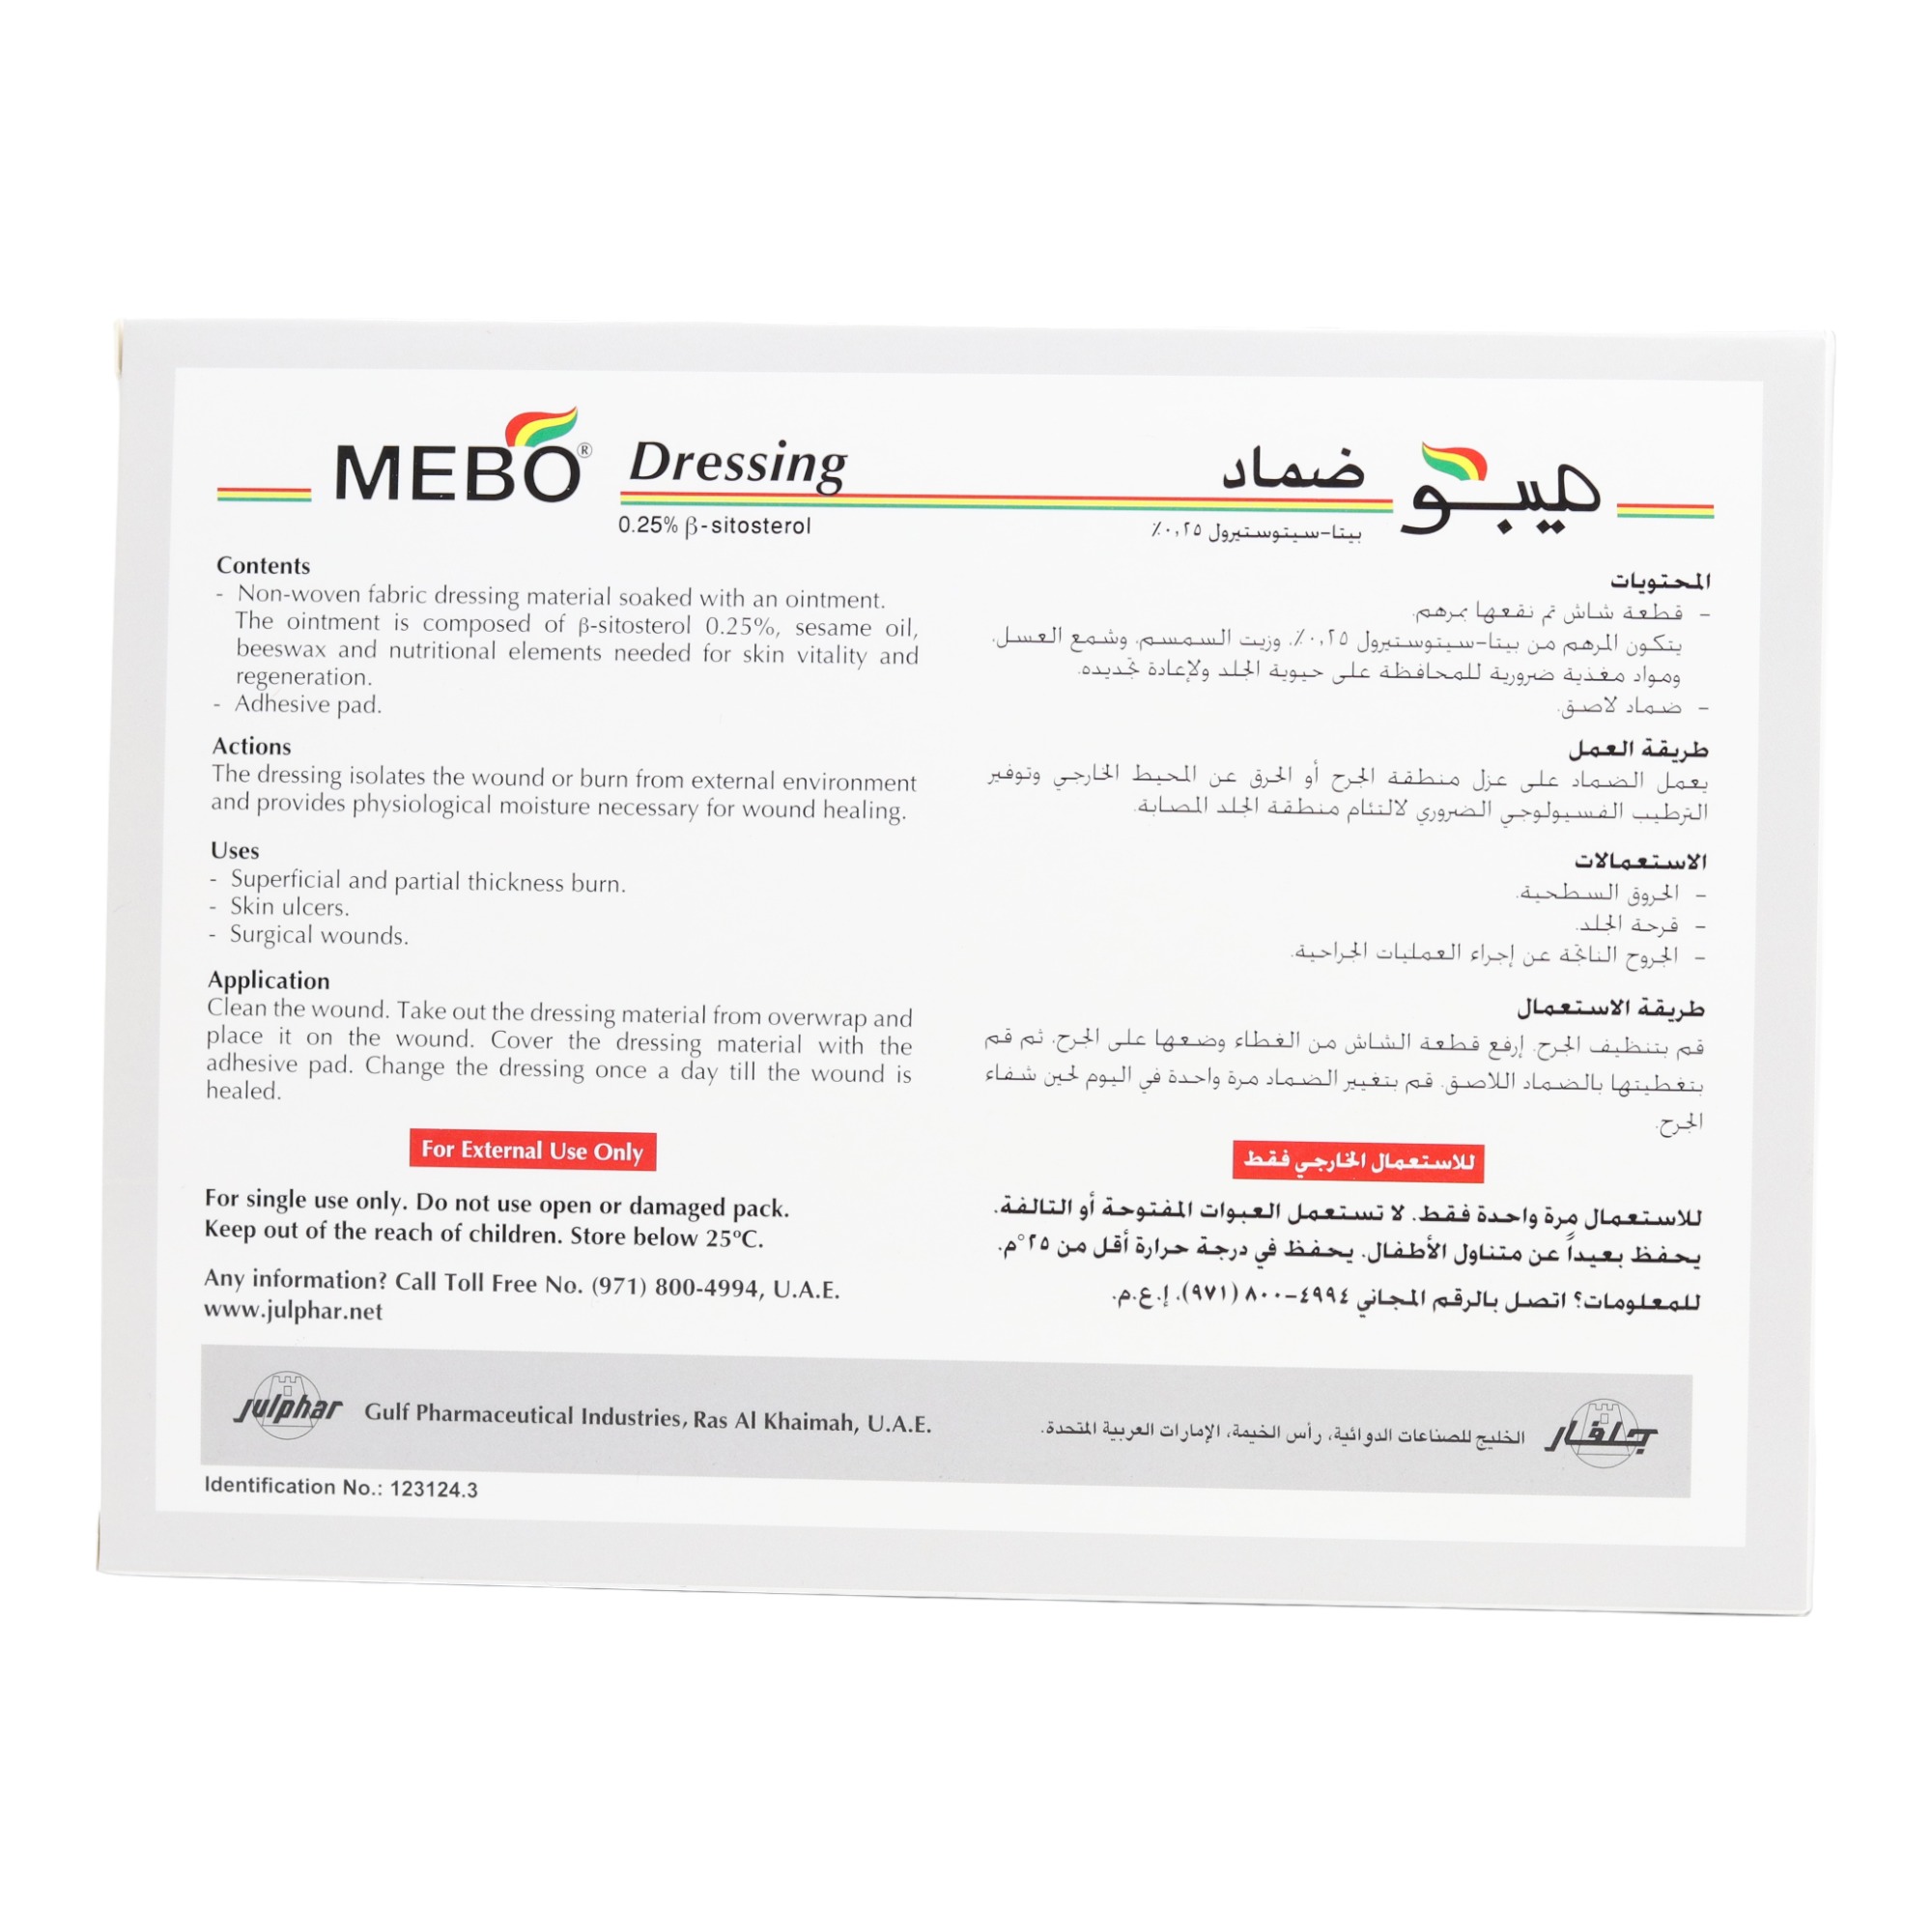 MEBO® Dressing
0.25% β-sitosterol
Contents
- Non-woven fabric dressing material soaked with an ointment.
The ointment is composed of β-sitosterol 0.25%, sesame oil,
beeswax and nutritional elements needed for skin vitality and
regeneration.
- Adhesive pad.
Actions
The dressing isolates the wound or burn from external environment
and provides physiological moisture necessary for wound healing.
Uses
- Superficial and partial thickness burn.
- Skin ulcers.
- Surgical wounds.
Application
Clean the wound. Take out the dressing material from overwrap and
place it on the wound. Cover the dressing material with the
adhesive pad. Change the dressing once a day till the wound is
healed.
For External Use Only
For single use only. Do not use open or damaged pack.
Keep out of the reach of children. Store below 25ºC.
Any information? Call Toll Free No. (971) 800-4994, U.A.E.
www.julphar.net
julphar Gulf Pharmaceutical Industries, Ras Al Khaimah, U.A.E.
Identification No.: 123124.3
ميبو ضماد
بيتا-سيتوستيرول ٠,٢٥٪
المحتويات
- قطعة شاش تم نقعها بمرهم.
يتكون المرهم من بيتا-سيتوستيرول ٠,٢٥٪، وزيت السمسم، وشمع العسل،
ومواد مغذية ضرورية للمحافظة على حيوية الجلد ولإعادة تجديده.
- ضماد لاصق.
طريقة العمل
يعمل الضماد على عزل منطقة الجرح أو الحرق عن المحيط الخارجي وتوفير
الترطيب الفسيولوجي الضروري لالتئام منطقة الجلد المصابة.
الاستعمالات
- الحروق السطحية.
- قرحة الجلد.
- الجروح الناتجة عن إجراء العمليات الجراحية.
طريقة الاستعمال
قم بتنظيف الجرح. إرفع قطعة الشاش من الغطاء وضعها على الجرح، ثم قم
بتغطيتها بالضماد اللاصق. قم بتغيير الضماد مرة واحدة في اليوم لحين شفاء
الجرح.
للاستعمال الخارجي فقط
للاستعمال مرة واحدة فقط. لا تستعمل العبوات المفتوحة أو التالفة.
يحفظ بعيداً عن متناول الأطفال. يحفظ في درجة حرارة أقل من ٢٥°م.
للمعلومات؟ اتصل بالرقم المجاني ٤٩٩٤-٨٠٠ (٩٧١)، إ.ع.م.
جلفار الخليج للصناعات الدوائية، رأس الخيمة، الإمارات العربية المتحدة.